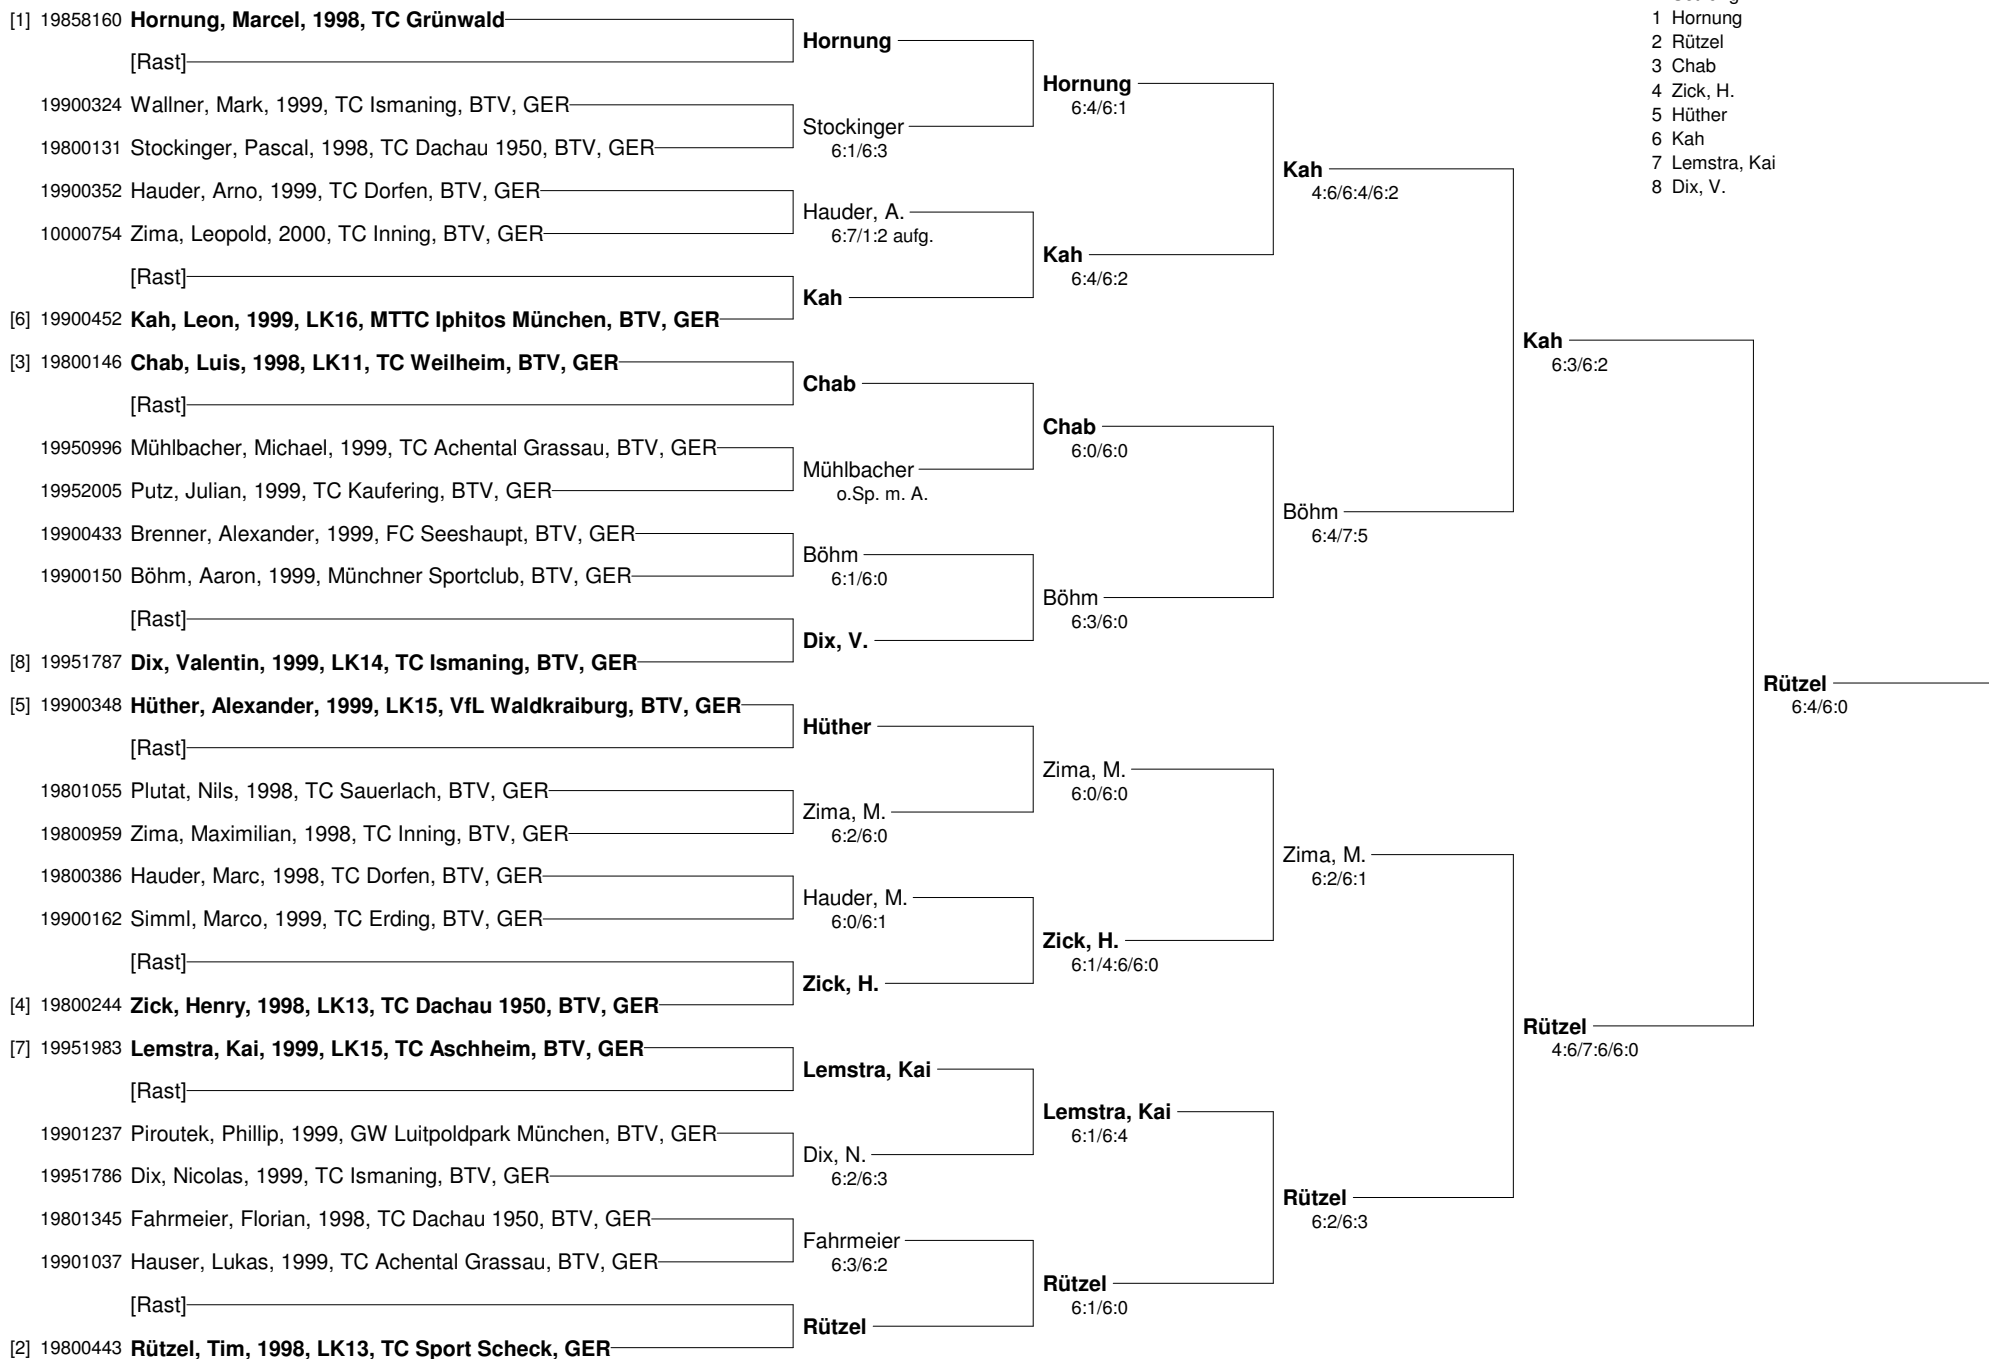 [1] 19858160 Hornung, Marcel, 1998, TC Grünwald
[Rast]
19900324 Wallner, Mark, 1999, TC Ismaning, BTV, GER
19800131 Stockinger, Pascal, 1998, TC Dachau 1950, BTV, GER
19900352 Hauder, Arno, 1999, TC Dorfen, BTV, GER
10000754 Zima, Leopold, 2000, TC Inning, BTV, GER
[Rast]
[6] 19900452 Kah, Leon, 1999, LK16, MTTC Iphitos München, BTV, GER
[3] 19800146 Chab, Luis, 1998, LK11, TC Weilheim, BTV, GER
[Rast]
19950996 Mühlbacher, Michael, 1999, TC Achental Grassau, BTV, GER
19952005 Putz, Julian, 1999, TC Kaufering, BTV, GER
19900433 Brenner, Alexander, 1999, FC Seeshaupt, BTV, GER
19900150 Böhm, Aaron, 1999, Münchner Sportclub, BTV, GER
[Rast]
[8] 19951787 Dix, Valentin, 1999, LK14, TC Ismaning, BTV, GER
[5] 19900348 Hüther, Alexander, 1999, LK15, VfL Waldkraiburg, BTV, GER
[Rast]
19801055 Plutat, Nils, 1998, TC Sauerlach, BTV, GER
19800959 Zima, Maximilian, 1998, TC Inning, BTV, GER
19800386 Hauder, Marc, 1998, TC Dorfen, BTV, GER
19900162 Simml, Marco, 1999, TC Erding, BTV, GER
[Rast]
[4] 19800244 Zick, Henry, 1998, LK13, TC Dachau 1950, BTV, GER
[7] 19951983 Lemstra, Kai, 1999, LK15, TC Aschheim, BTV, GER
[Rast]
19901237 Piroutek, Phillip, 1999, GW Luitpoldpark München, BTV, GER
19951786 Dix, Nicolas, 1999, TC Ismaning, BTV, GER
19801345 Fahrmeier, Florian, 1998, TC Dachau 1950, BTV, GER
19901037 Hauser, Lukas, 1999, TC Achental Grassau, BTV, GER
[Rast]
[2] 19800443 Rützel, Tim, 1998, LK13, TC Sport Scheck, GER
Hornung
Stockinger
6:1/6:3
Hauder, A.
6:7/1:2 aufg.
Kah
Chab
Mühlbacher
o.Sp. m. A.
Böhm
6:1/6:0
Dix, V.
Hüther
Zima, M.
6:2/6:0
Hauder, M.
6:0/6:1
Zick, H.
Lemstra, Kai
Dix, N.
6:2/6:3
Fahrmeier
6:3/6:2
Rützel
Hornung
6:4/6:1
Kah
6:4/6:2
Chab
6:0/6:0
Böhm
6:3/6:0
Zima, M.
6:0/6:0
Zick, H.
6:1/4:6/6:0
Lemstra, Kai
6:1/6:4
Rützel
6:1/6:0
Kah
4:6/6:4/6:2
Böhm
6:4/7:5
Zima, M.
6:2/6:1
Rützel
6:2/6:3
Kah
6:3/6:2
Rützel
4:6/7:6/6:0
Rützel
6:4/6:0
1 Hornung
2 Rützel
3 Chab
4 Zick, H.
5 Hüther
6 Kah
7 Lemstra, Kai
8 Dix, V.